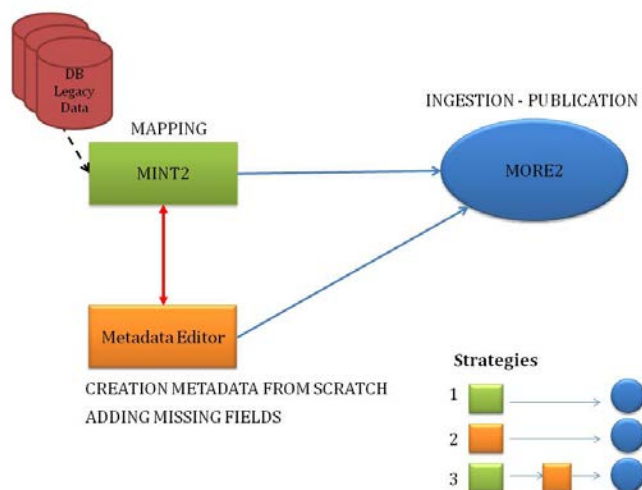 DB
Legacy
Data
INGESTION - PUBLICATION
MAPPING
MINT2
MORE2
Metadata Editor
CREATION METADATA FROM SCRATCH
ADDING MISSING FIELDS
Strategies
1
2
3